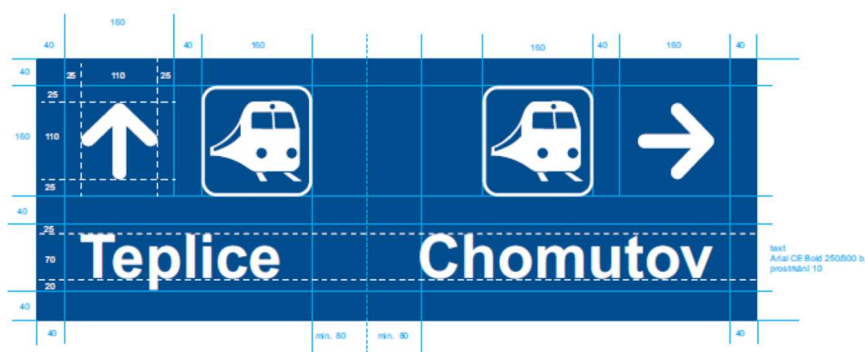 160
40 40 160 160 40 160 40
40
25 110 25
25
160 110
25
40
25
70
20
40
Teplice Chomutov
text
Arial CE Bold 250/300 b.
prostrkání 10
40 min. 80 min. 80 40